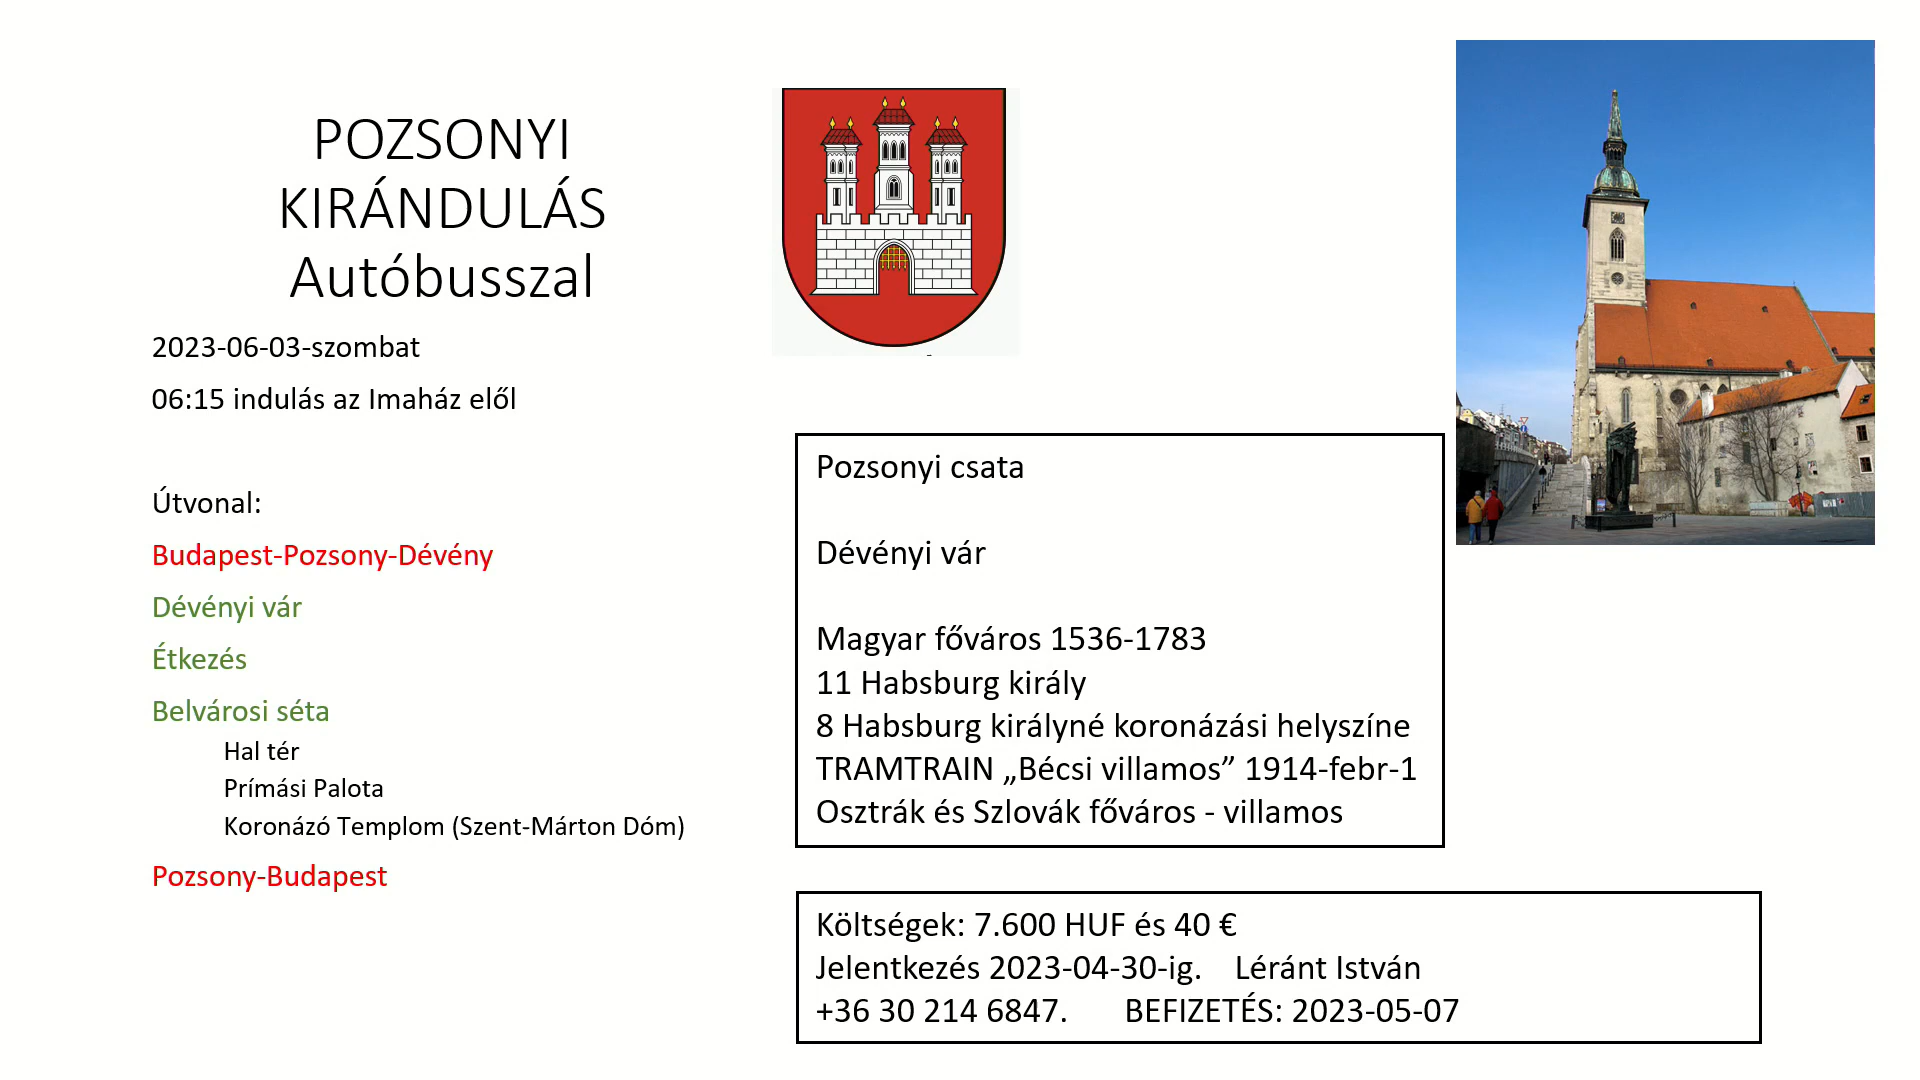 POZSONYI
KIRÁNDULÁS
Autóbusszal
2023-06-03-szombat
06:15 indulás az Imaház elől
Útvonal:
Budapest-Pozsony-Dévény
Dévényi vár
Étkezés
Belvárosi séta
Hal tér
Prímási Palota
Koronázó Templom (Szent-Márton Dóm)
Pozsony-Budapest
Pozsonyi csata
Dévényi vár
Magyar főváros 1536-1783
11 Habsburg király
8 Habsburg királyné koronázási helyszíne
TRAMTRAIN „Bécsi villamos” 1914-febr-1
Osztrák és Szlovák főváros - villamos
Költségek: 7.600 HUF és 40 €
Jelentkezés 2023-04-30-ig. Léránt István
+36 30 214 6847. BEFIZETÉS: 2023-05-07